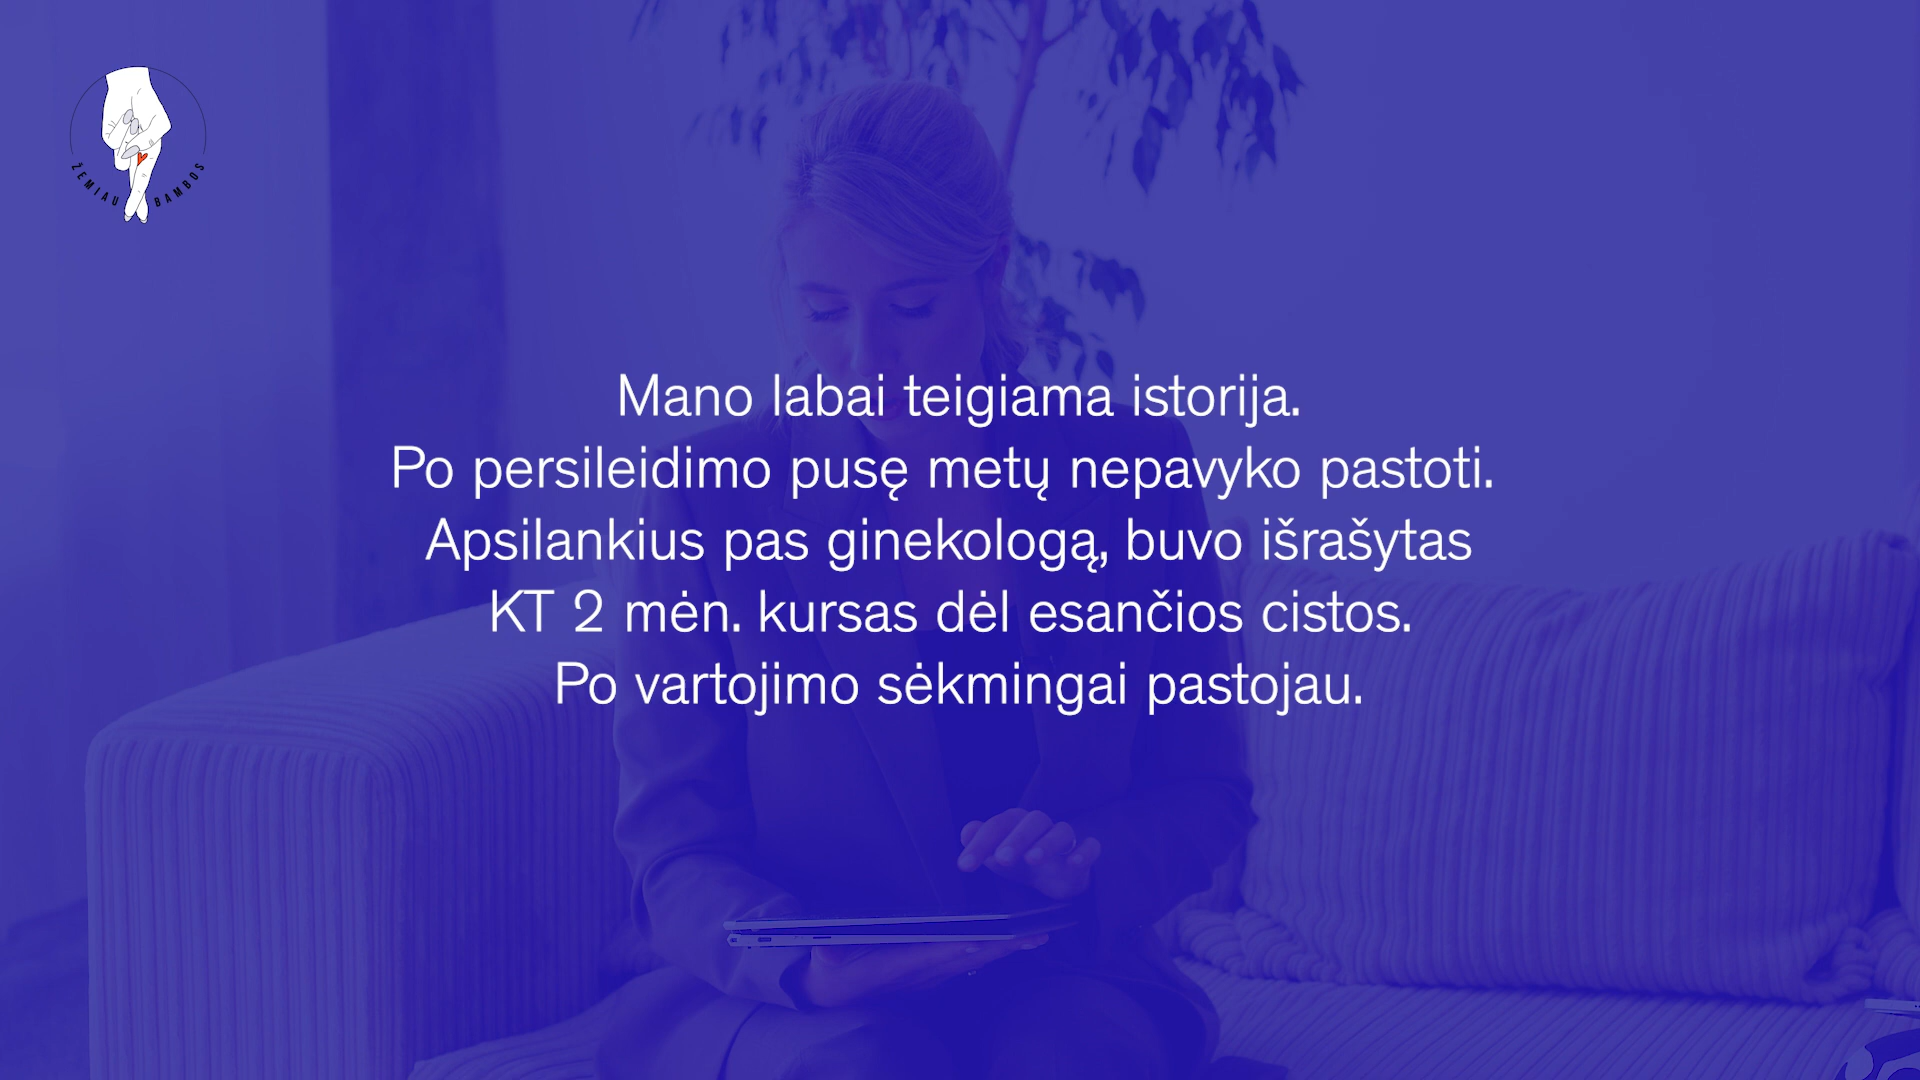 ŽEMIAU BAMBOS
Mano labai teigiama istorija.
Po persileidimo pusę metų nepavyko pastoti.
Apsilankius pas ginekologą, buvo išrašytas
KT 2 mėn. kursas dėl esančios cistos.
Po vartojimo sėkmingai pastojau.